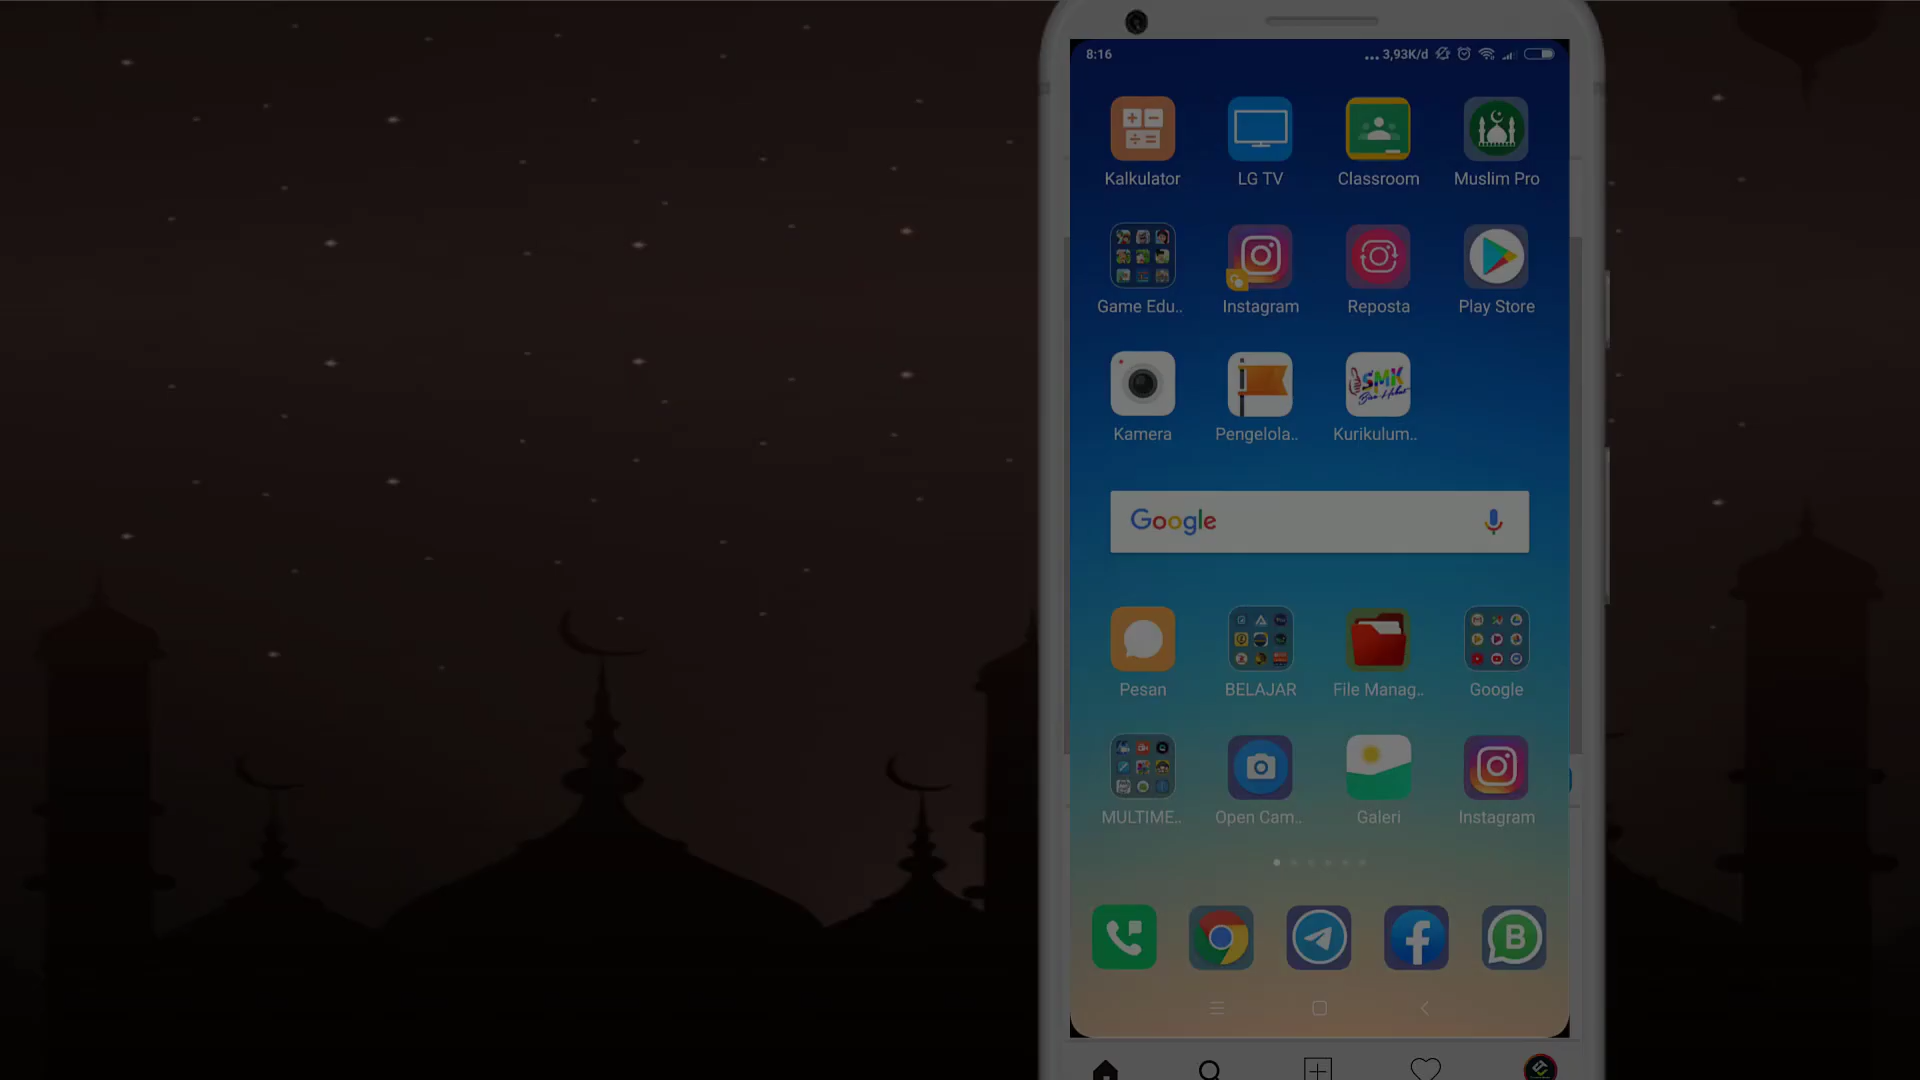 8:16 ... 3,93K/d
Kalkulator LG TV Classroom Muslim Pro
Game Edu.. Instagram Reposta Play Store
SMK
Kamera Pengelola.. Kurikulum..
Google
Pesan BELAJAR File Manag.. Google
MULTIME.. Open Cam.. Galeri Instagram
B